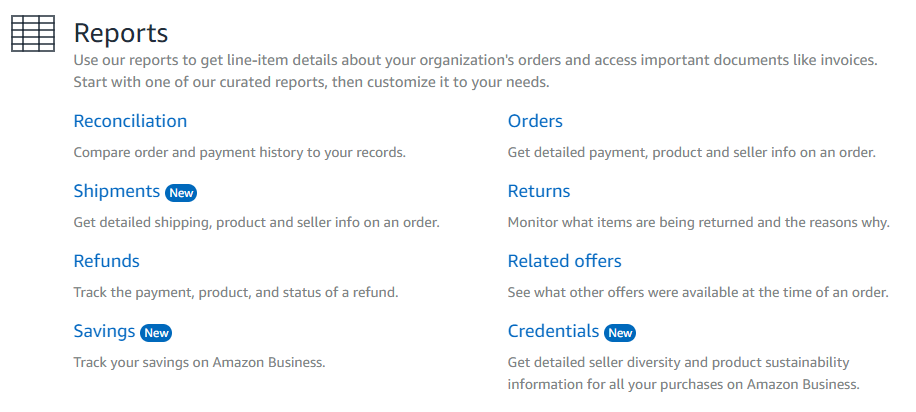 Reports
Use our reports to get line-item details about your organization's orders and access important documents like invoices.
Start with one of our curated reports, then customize it to your needs.
Reconciliation
Compare order and payment history to your records.
Orders
Get detailed payment, product and seller info on an order.
Shipments New
Get detailed shipping, product and seller info on an order.
Returns
Monitor what items are being returned and the reasons why.
Refunds
Track the payment, product, and status of a refund.
Related offers
See what other offers were available at the time of an order.
Savings New
Track your savings on Amazon Business.
Credentials New
Get detailed seller diversity and product sustainability
information for all your purchases on Amazon Business.